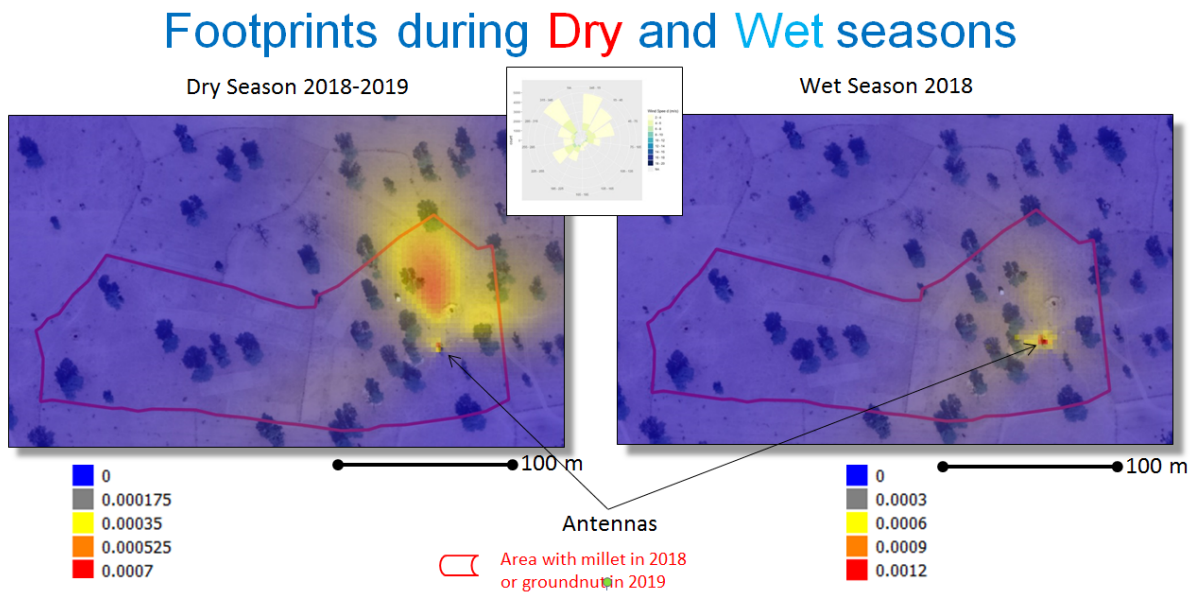 Footprints during Dry and Wet seasons
Dry Season 2018-2019
Wet Season 2018
100 m
100 m
0
0.000175
0.00035
0.000525
0.0007
Antennas
Area with millet in 2018
or groundnut in 2019
0
0.0003
0.0006
0.0009
0.0012